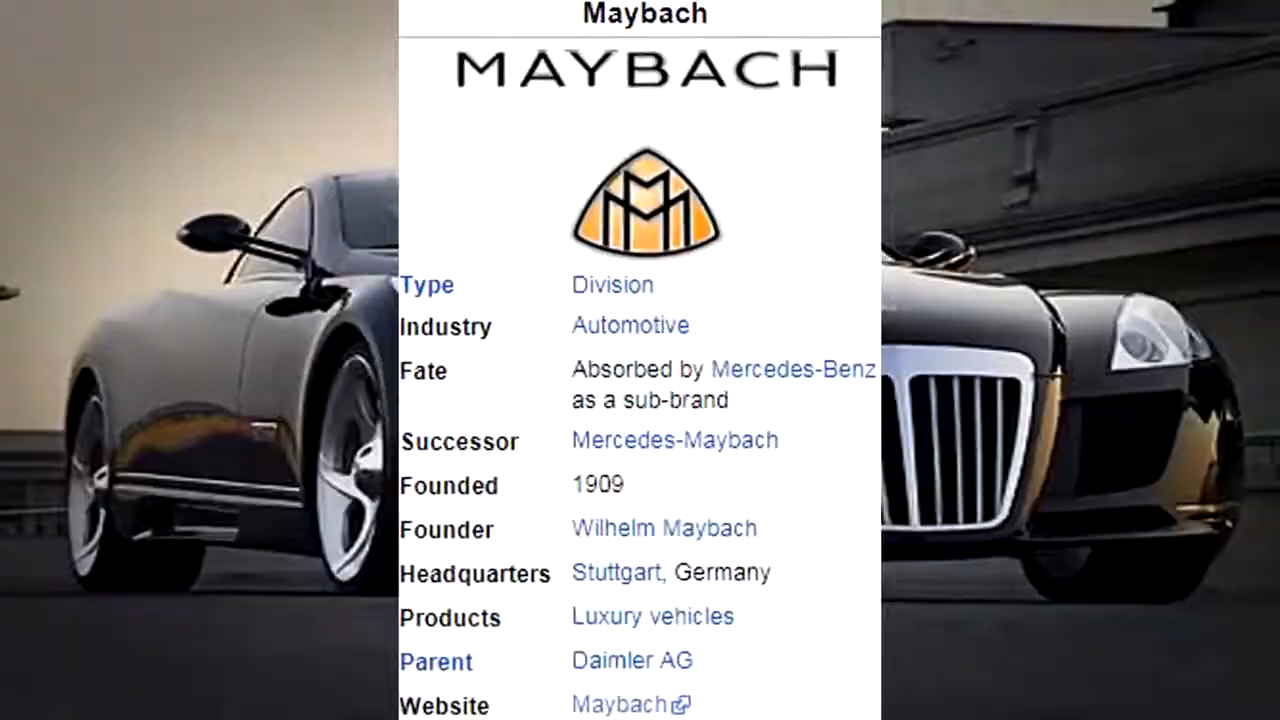 Maybach
MAYBACH
Type Division
Industry Automotive
Fate Absorbed by Mercedes-Benz
as a sub-brand
Successor Mercedes-Maybach
Founded 1909
Founder Wilhelm Maybach
Headquarters Stuttgart, Germany
Products Luxury vehicles
Parent Daimler AG
Website Maybach